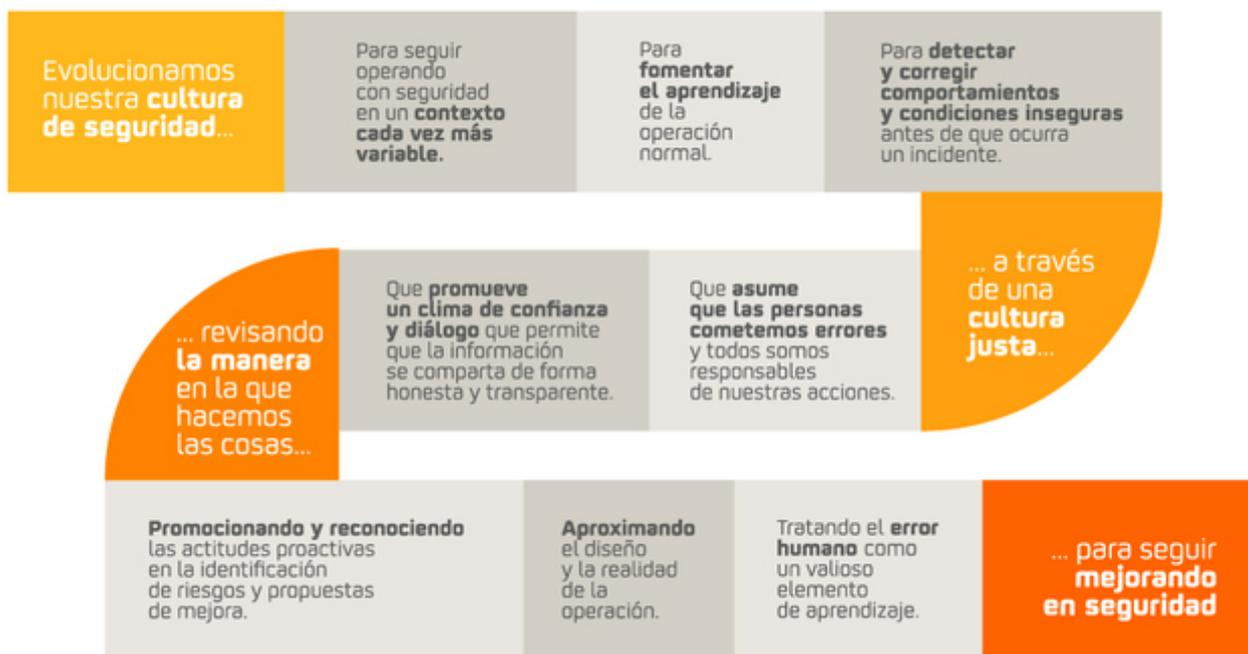 Evolucionamos
nuestra cultura
de seguridad...
Para seguir
operando
con seguridad
en un contexto
cada vez más
variable.
Para
fomentar
el aprendizaje
de la
operación
normal.
Para detectar
y corregir
comportamientos
y condiciones inseguras
antes de que ocurra
un incidente.
... a través
de una
cultura
justa...
Que asume
que las personas
cometemos errores
y todos somos
responsables
de nuestras acciones.
Que promueve
un clima de confianza
y diálogo que permite
que la información
se comparta de forma
honesta y transparente.
... revisando
la manera
en la que
hacemos
las cosas...
Promocionando y reconociendo
las actitudes proactivas
en la identificación
de riesgos y propuestas
de mejora.
Aproximando
el diseño
y la realidad
de la
operación.
Tratando el error
humano como
un valioso
elemento
de aprendizaje.
... para seguir
mejorando
en seguridad